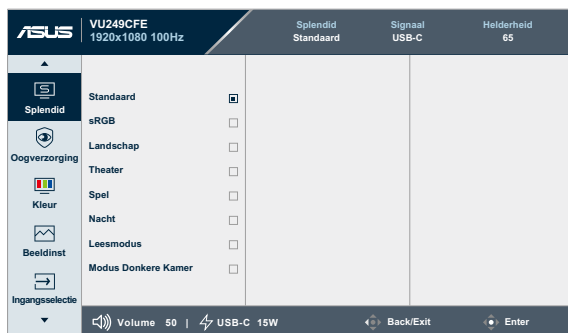 ASUS
VU249CFE
1920x1080 100Hz
Splendid
Standaard
Signaal
USB-C
Helderheid
65
Splendid
Oogverzorging
Kleur
Beeldinst
Ingangsselectie
Standaard
sRGB
Landschap
Theater
Spel
Nacht
Leesmodus
Modus Donkere Kamer
Volume 50 | USB-C 15W
Back/Exit
Enter